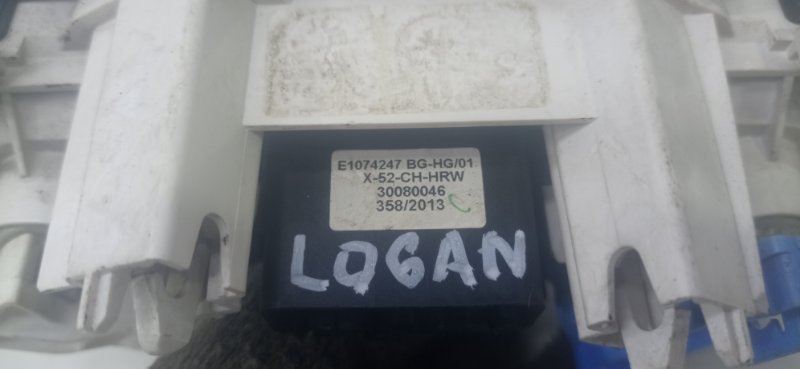 E1074247 BG-HG/01
X-52-CH-HRW
30080046
358/2013 C
LOGAN